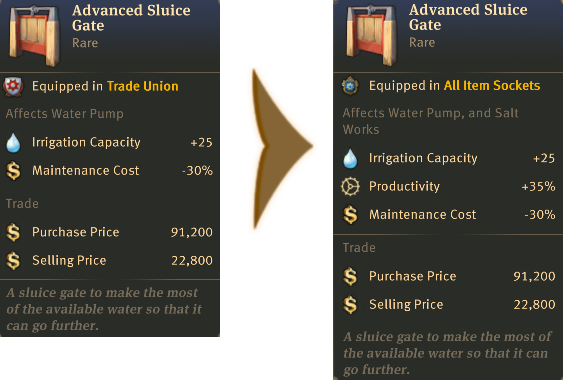 Advanced Sluice
Gate
Rare
Equipped in Trade Union
Affects Water Pump
Irrigation Capacity +25
Maintenance Cost -30%
Trade
Purchase Price 91,200
Selling Price 22,800
A sluice gate to make the most
of the available water so that it
can go further.
Advanced Sluice
Gate
Rare
Equipped in All Item Sockets
Affects Water Pump, and Salt
Works
Irrigation Capacity +25
Productivity +35%
Maintenance Cost -30%
Trade
Purchase Price 91,200
Selling Price 22,800
A sluice gate to make the most of
the available water so that it can
go further.